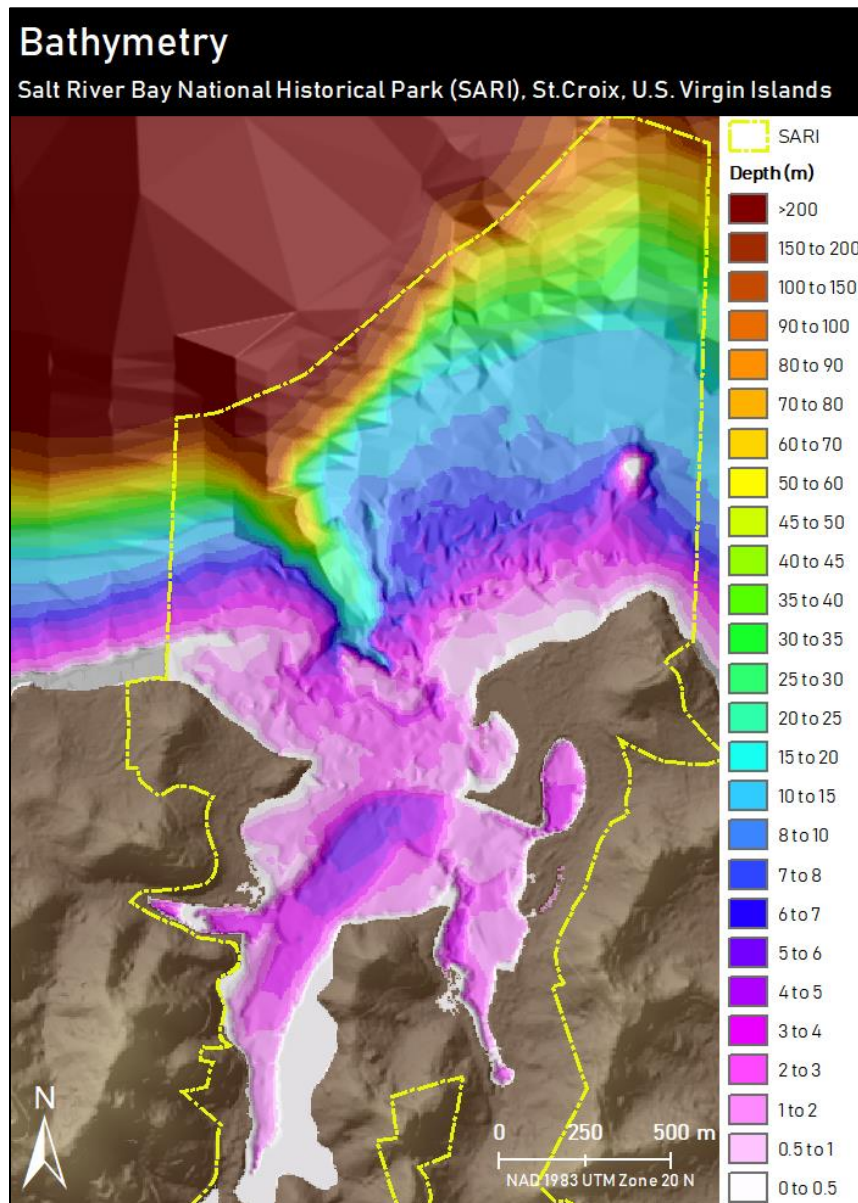 Bathymetry
Salt River Bay National Historical Park (SARI), St.Croix, U.S. Virgin Islands
SARI
Depth (m)
>200
150 to 200
100 to 150
90 to 100
80 to 90
70 to 80
60 to 70
50 to 60
45 to 50
40 to 45
35 to 40
30 to 35
25 to 30
20 to 25
15 to 20
10 to 15
8 to 10
7 to 8
6 to 7
5 to 6
4 to 5
3 to 4
2 to 3
1 to 2
0.5 to 1
0 to 0.5
N
0 250 500 m
NAD 1983 UTM Zone 20 N